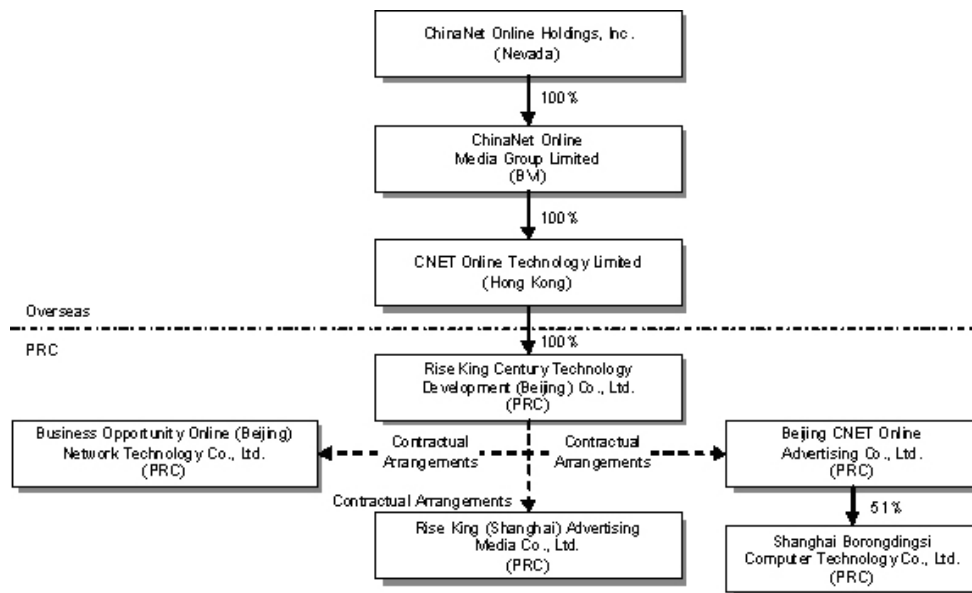 ChinaNet Online Holdings, Inc.
(Nevada)
100%
ChinaNet Online
Media Group Limited
(BVI)
100%
CNET Online Technology Limited
(Hong Kong)
Overseas
100%
PRC
Rise King Century Technology
Development (Beijing) Co., Ltd.
(PRC)
Business Opportunity Online (Beijing)
Network Technology Co., Ltd.
(PRC)
Contractual
Arrangements
Contractual
Arrangements
Beijing CNET Online
Advertising Co., Ltd.
(PRC)
Contractual Arrangements
51%
Rise King (Shanghai) Advertising
Media Co., Ltd.
(PRC)
Shanghai Borongdingsi
Computer Technology Co., Ltd.
(PRC)